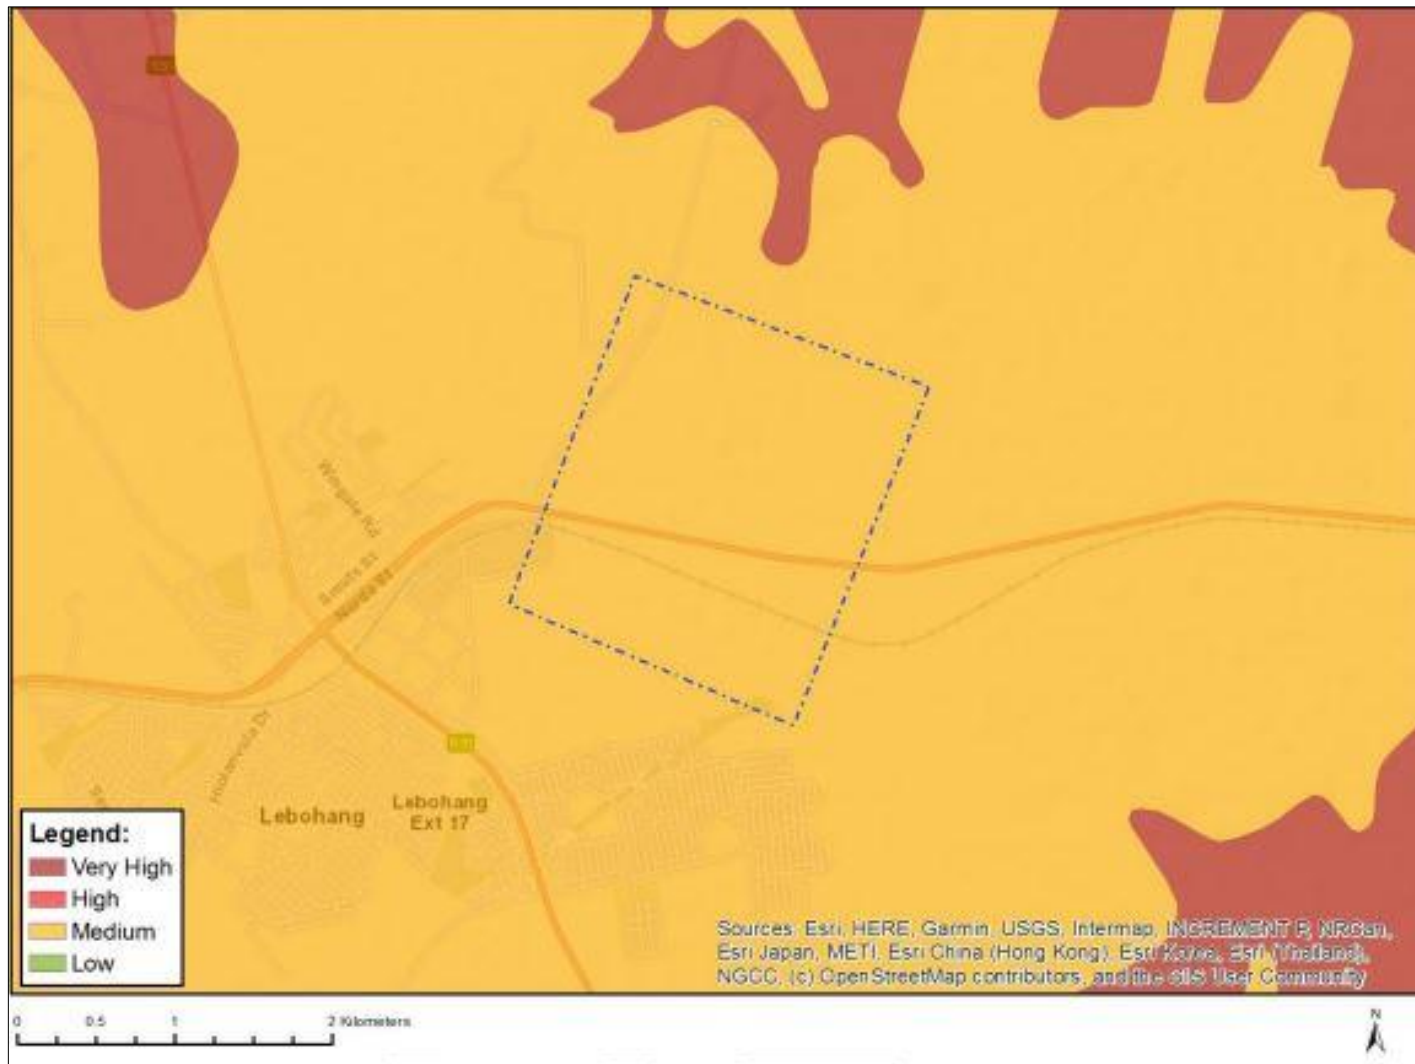 Wingate Rd
Lebohang
Lebohang
Ext 17
Legend:
Very High
High
Medium
Low
Sources: Esri, HERE, Garmin, USGS, Intermap, INCREMENT P, NRCan,
Esri Japan, METI, Esri China (Hong Kong), Esri Korea, Esri (Thailand),
NGCC, (c) OpenStreetMap contributors, and the GIS User Community
0 0.5 1 2 Kilometers
N